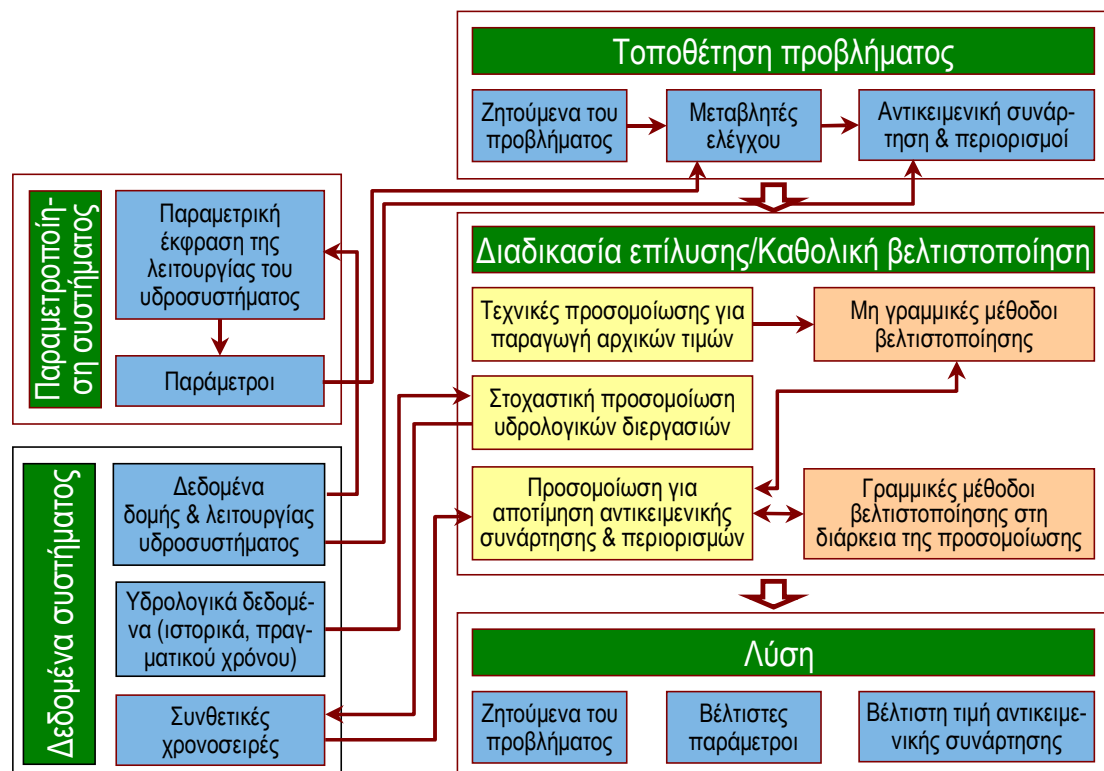 Τοποθέτηση προβλήματος
Ζητούμενα του
προβλήματος
Μεταβλητές
ελέγχου
Αντικειμενική συνάρ-
τηση & περιορισμοί
Παραμετροποίη-
ση συστήματος
Παραμετρική
έκφραση της
λειτουργίας του
υδροσυστήματος
Παράμετροι
Διαδικασία επίλυσης/Καθολική βελτιστοποίηση
Τεχνικές προσομοίωσης για
παραγωγή αρχικών τιμών
Μη γραμμικές μέθοδοι
βελτιστοποίησης
Στοχαστική προσομοίωση
υδρολογικών διεργασιών
Προσομοίωση για
αποτίμηση αντικειμενικής
συνάρτησης & περιορισμών
Γραμμικές μέθοδοι
βελτιστοποίησης στη
διάρκεια της προσομοίωσης
Δεδομένα συστήματος
Δεδομένα
δομής & λειτουργίας
υδροσυστήματος
Υδρολογικά δεδομέ-
να (ιστορικά, πραγ-
ματικού χρόνου)
Συνθετικές
χρονοσειρές
Λύση
Ζητούμενα του
προβλήματος
Βέλτιστες
παράμετροι
Βέλτιστη τιμή αντικειμε-
νικής συνάρτησης